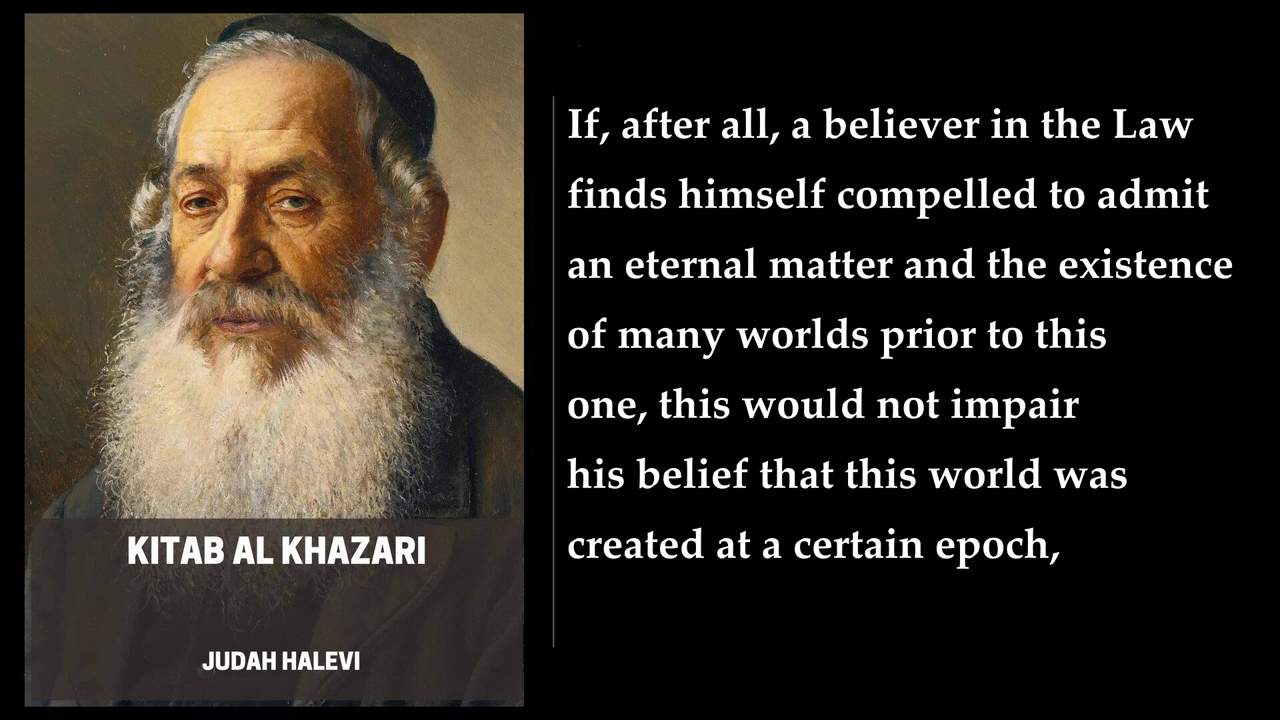 KITAB AL KHAZARI
JUDAH HALEVI
If, after all, a believer in the Law
finds himself compelled to admit
an eternal matter and the existence
of many worlds prior to this
one, this would not impair
his belief that this world was
created at a certain epoch,